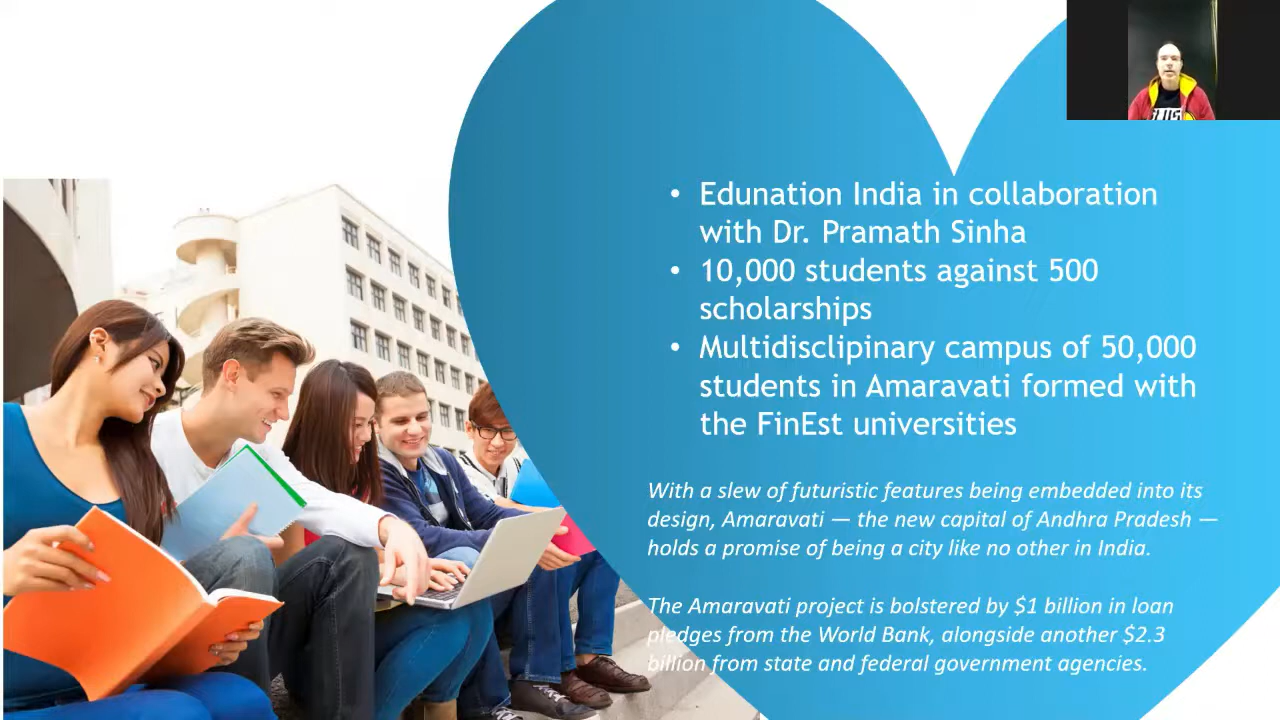 • Edunation India in collaboration
with Dr. Pramath Sinha
• 10,000 students against 500
scholarships
• Multidisclipinary campus of 50,000
students in Amaravati formed with
the FinEst universities
With a slew of futuristic features being embedded into its
design, Amaravati — the new capital of Andhra Pradesh —
holds a promise of being a city like no other in India.
The Amaravati project is bolstered by $1 billion in loan
pledges from the World Bank, alongside another $2.3
billion from state and federal government agencies.